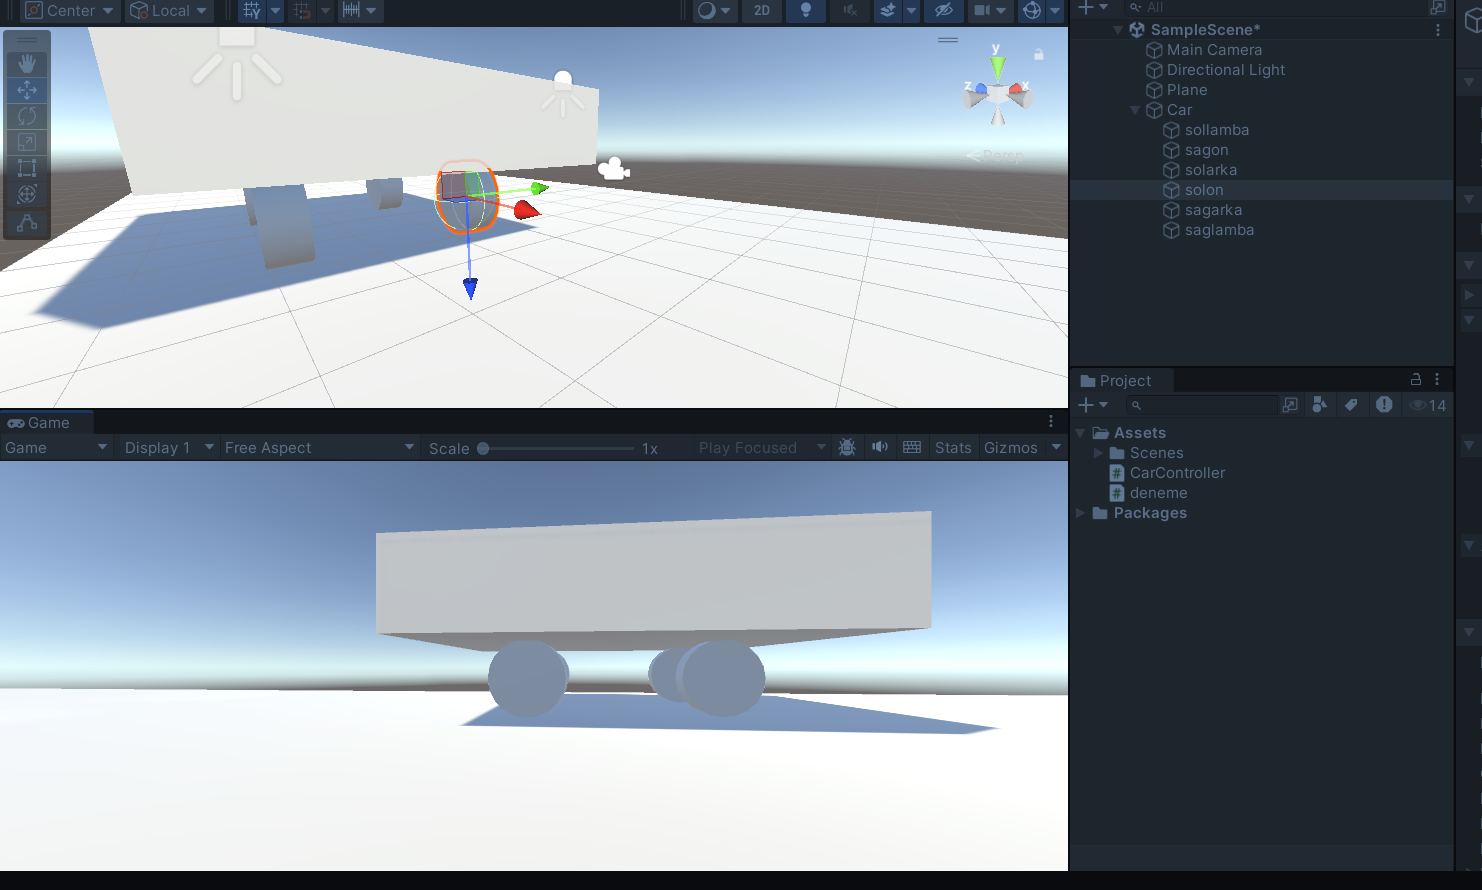 Center Local 2D All
SampleScene*
Main Camera
Directional Light
Plane
Car
sollamba
sagon
solarka
solon
sagarka
saglamba
y
z x
Persp
Project
14
Assets
Scenes
CarController
deneme
Packages
Game
Game Display 1 Free Aspect Scale 1x Play Focused Stats Gizmos